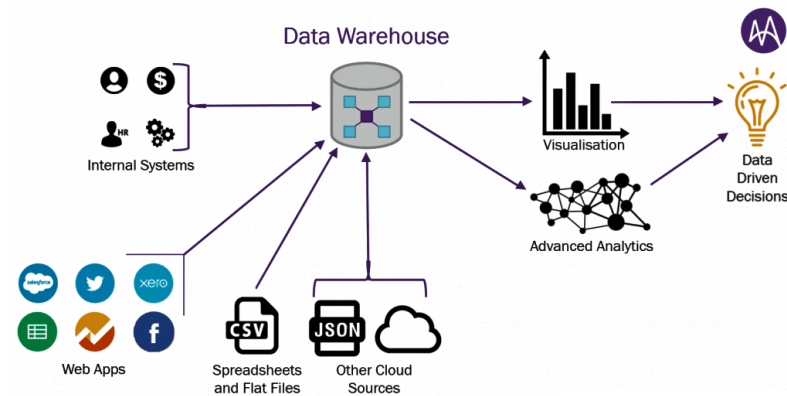 Data Warehouse
$
HR
Internal Systems
Visualisation
Data
Driven
Decisions
Advanced Analytics
salesforce
xero
f
Web Apps
CSV
Spreadsheets
and Flat Files
JSON
Other Cloud
Sources